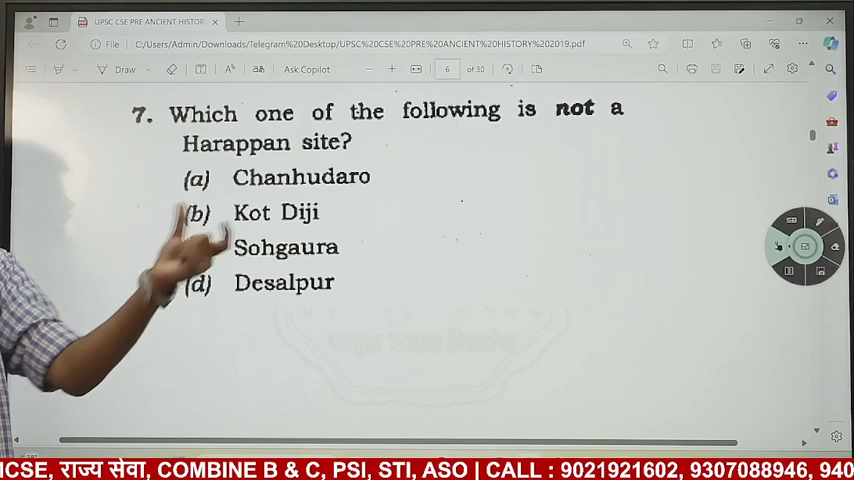 UPSC CSE PRE ANCIENT HISTOR
File C:/Users/Admin/Downloads/Telegram%20Desktop/UPSC%20CSE%20PRE%20ANCIENT%20HISTORY%202019.pdf
Draw Ask Copilot 6 of 30
7. Which one of the following is not a
Harappan site?
(a) Chanhudaro
(b) Kot Diji
Sohgaura
(d) Desalpur
समृद्ध भारत निर्माण
ICSE, राज्य सेवा, COMBINE B & C, PSI, STI, ASO | CALL : 9021921602, 9307088946, 940